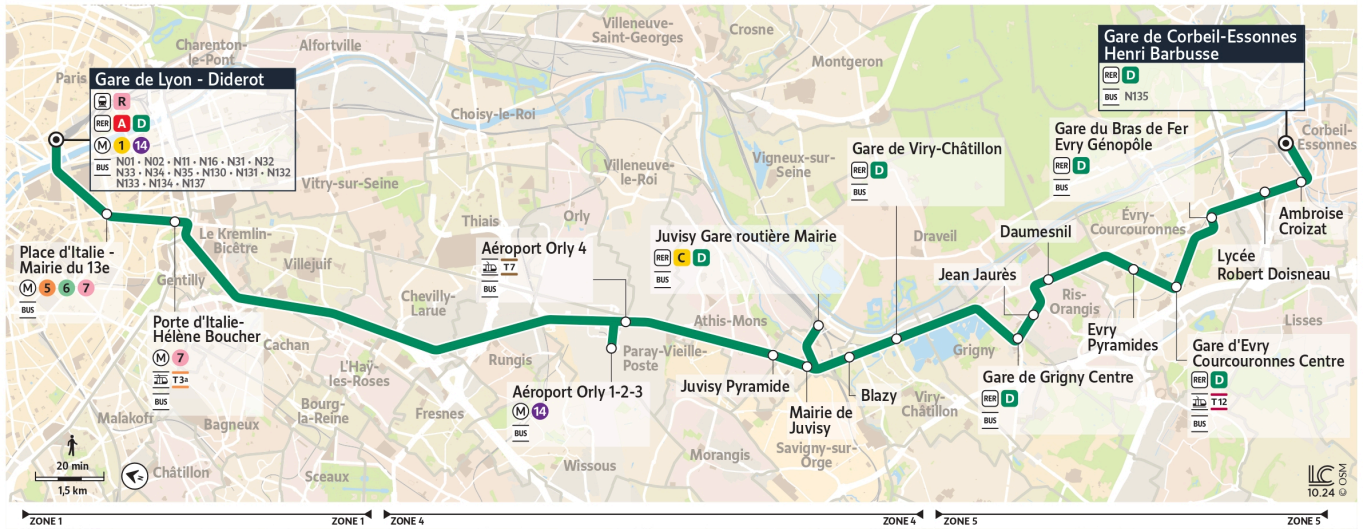 Villeneuve-
Saint-Georges
Crosne
Charenton-
le-Pont
Alfortville
Montgeron
Gare de Corbeil-Essonnes
Henri Barbusse
RER D
BUS N135
Paris
Gare de Lyon - Diderot
R
RER A D
M 1 14
BUS N01 • N02 • N11 • N16 • N31 • N32
N33 • N34 • N35 • N130 • N131 • N132
N133 • N134 • N137
Choisy-le-Roi
Vitry-sur-Seine
Villeneuve-
le-Roi
Vigneux-sur-
Seine
Gare de Viry-Châtillon
RER D
BUS
Gare du Bras de Fer
Evry Génopôle
RER D
BUS
Corbeil-
Essonnes
Place d'Italie -
Mairie du 13e
M 5 6 7
BUS
Le Kremlin-
Bicêtre
Gentilly
Villejuif
Thiais
Orly
Aéroport Orly 4
T7
BUS
Juvisy Gare routière Mairie
RER C D
BUS
Draveil
Daumesnil
Jean Jaurès
Évry-
Courcouronnes
Ambroise
Croizat
Lycée
Robert Doisneau
Porte d'Italie-
Hélène Boucher
M 7
T3a
BUS
Cachan
Chevilly-
Larue
L'Haÿ-
les-Roses
Rungis
Athis-Mons
Paray-Vieille-
Poste
Ris-
Orangis
Evry
Pyramides
Lisses
Grigny
Gare d'Evry
Courcouronnes Centre
RER D
T12
BUS
Aéroport Orly 1-2-3
M 14
BUS
Juvisy Pyramide
Mairie de
Juvisy
Blazy
Viry-
Châtillon
Gare de Grigny Centre
RER D
BUS
Malakoff
Bagneux
Bourg-
la-Reine
Fresnes
Châtillon
Sceaux
Wissous
Morangis
Savigny-sur-
Orge
20 min
1,5 km
LC
10.24
© OSM
ZONE 1 ZONE 1 ZONE 4 ZONE 4 ZONE 5 ZONE 5